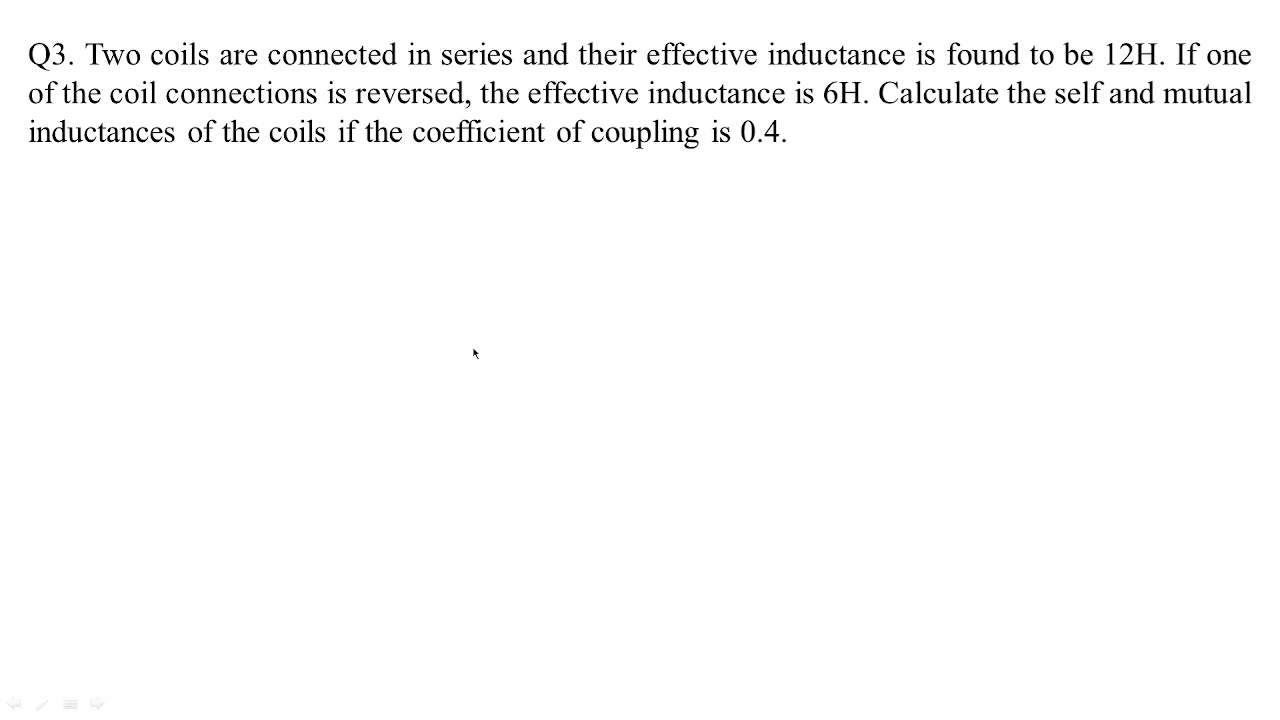 Q3. Two coils are connected in series and their effective inductance is found to be 12H. If one
of the coil connections is reversed, the effective inductance is 6H. Calculate the self and mutual
inductances of the coils if the coefficient of coupling is 0.4.